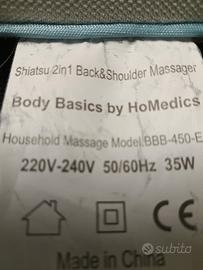 Shiatsu 2in1 Back&Shoulder Massager
Body Basics by HoMedics
Household Massage Model:BBB-450-E
220V-240V 50/60Hz 35W
CE
Made in China
subito